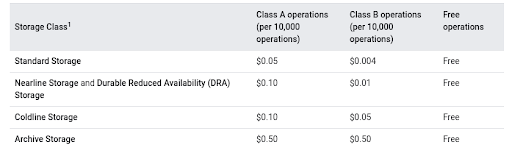 Storage Class1 Class A operations (per 10,000 operations) Class B operations (per 10,000 operations) Free operations
Standard Storage $0.05 $0.004 Free
Nearline Storage and Durable Reduced Availability (DRA) Storage $0.10 $0.01 Free
Coldline Storage $0.10 $0.05 Free
Archive Storage $0.50 $0.50 Free